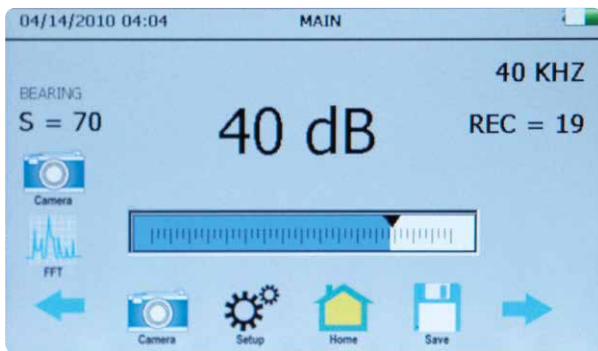 04/14/2010 04:04 MAIN
40 KHZ
BEARING
S = 70
40 dB
REC = 19
Camera
FFT
Camera Setup Home Save